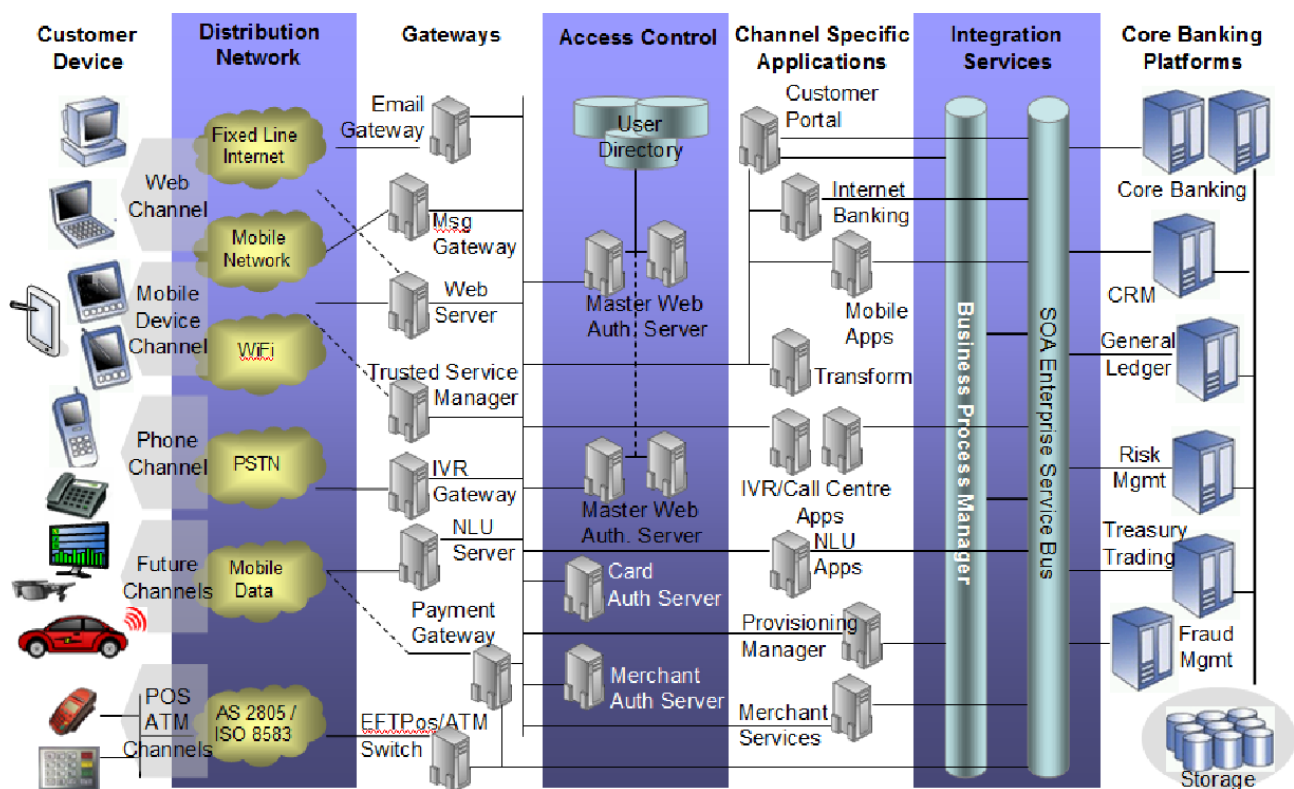 Customer
Device
Distribution
Network
Gateways
Access Control
Channel Specific
Applications
Integration
Services
Core Banking
Platforms
Web
Channel
Mobile
Device
Channel
Phone
Channel
Future
Channels
POS
ATM
Channels
Fixed Line
Internet
Mobile
Network
WiFi
PSTN
Mobile
Data
AS 2805 /
ISO 8583
Email
Gateway
Msg
Gateway
Web
Server
Trusted Service
Manager
IVR
Gateway
NLU
Server
Payment
Gateway
EFTPos/ATM
Switch
User
Directory
Master Web
Auth. Server
Master Web
Auth. Server
Card
Auth Server
Merchant
Auth Server
Customer
Portal
Internet
Banking
Mobile
Apps
Transform
IVR/Call Centre
Apps
NLU
Apps
Provisioning
Manager
Merchant
Services
Business Process Manager
SOA Enterprise Service Bus
Core Banking
CRM
General
Ledger
Risk
Mgmt
Treasury
Trading
Fraud
Mgmt
Storage